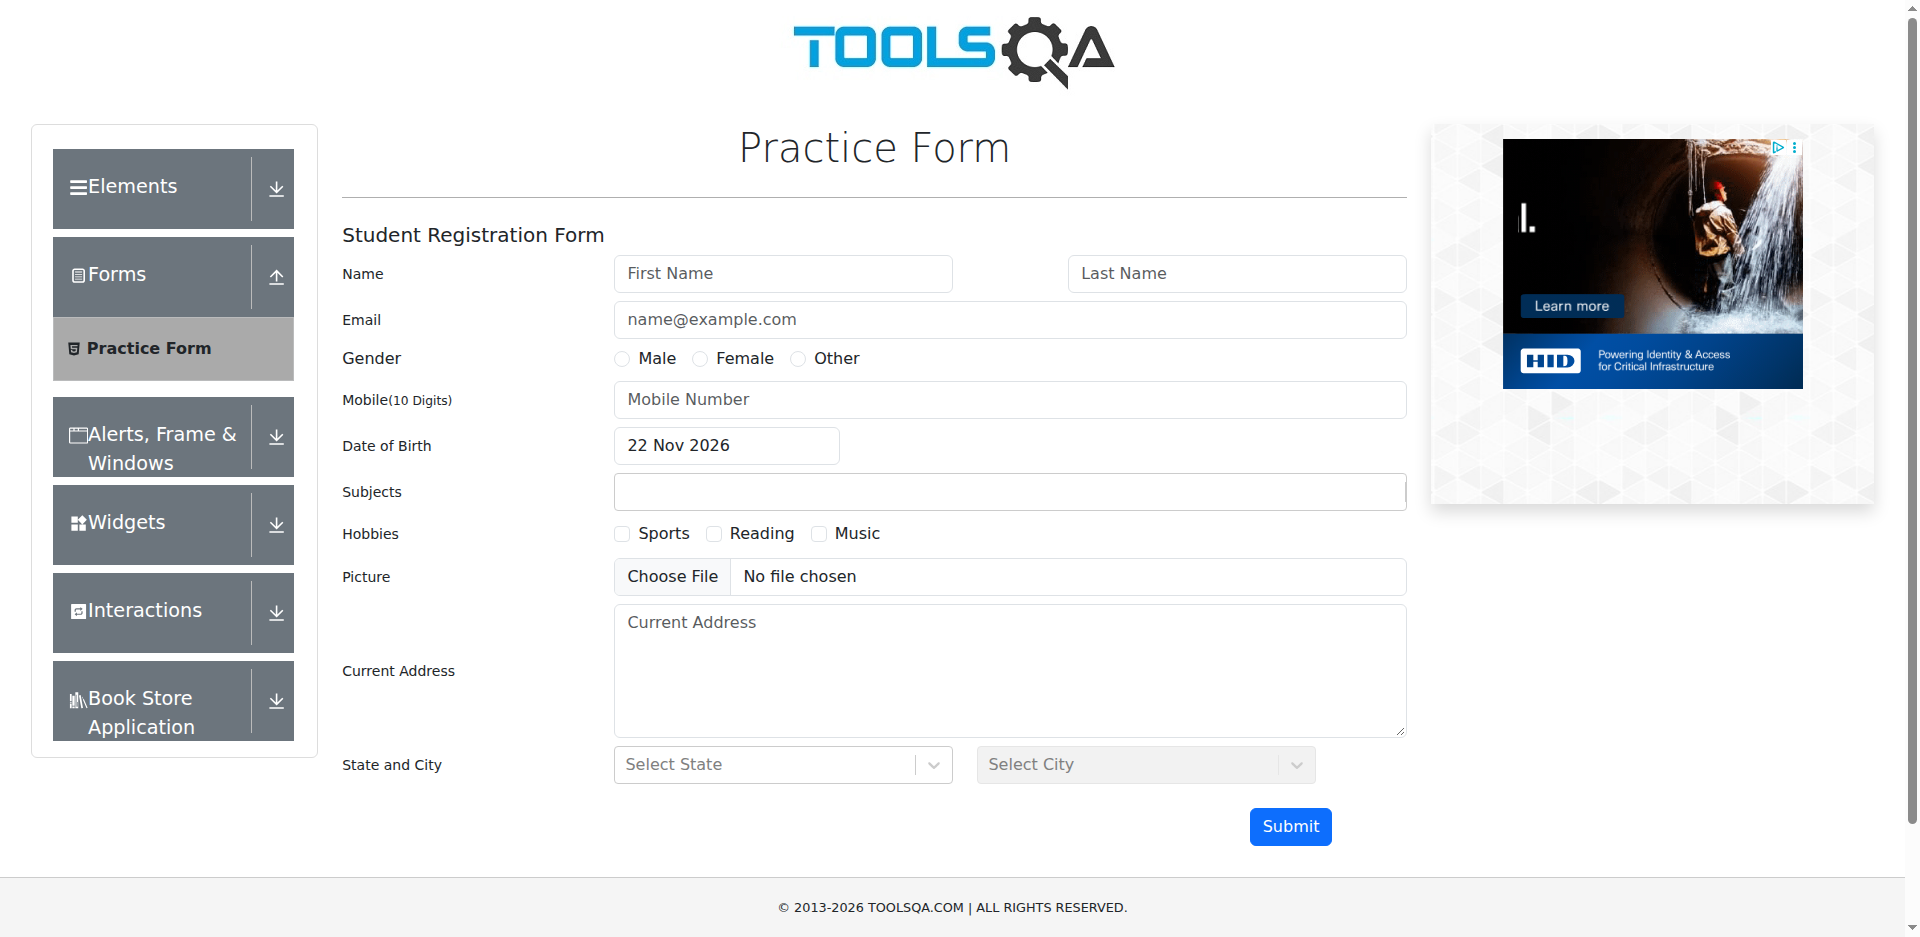 TOOLSQA
Elements
Forms
Practice Form
Alerts, Frame &
Windows
Widgets
Interactions
Book Store
Application
Practice Form
Student Registration Form
Name First Name Last Name
Email name@example.com
Gender Male Female Other
Mobile(10 Digits) Mobile Number
Date of Birth 22 Nov 2026
Subjects
Hobbies Sports Reading Music
Picture Choose File No file chosen
Current Address Current Address
State and City Select State Select City
Submit
l.
Learn more
HID Powering Identity & Access
for Critical Infrastructure
© 2013-2026 TOOLSQA.COM | ALL RIGHTS RESERVED.